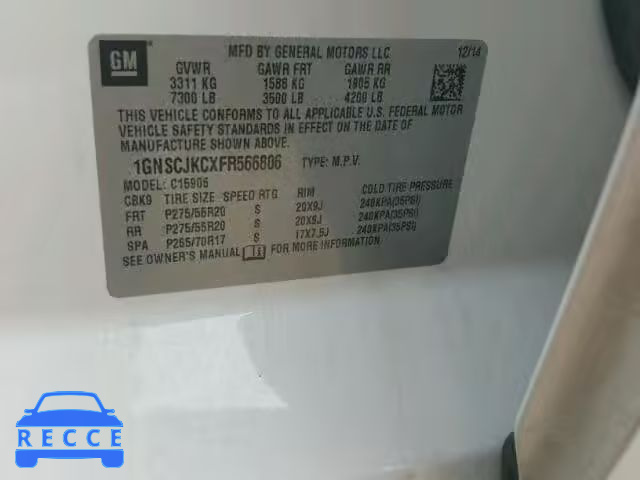 GM
MFD BY GENERAL MOTORS LLC 12/14
GVWR GAWR FRT GAWR RR
3311 KG 1588 KG 1905 KG
7300 LB 3500 LB 4200 LB
THIS VEHICLE CONFORMS TO ALL APPLICABLE U.S. FEDERAL MOTOR
VEHICLE SAFETY STANDARDS IN EFFECT ON THE DATE OF
MANUFACTURE SHOWN ABOVE.
1GNSCJKCXFR566806 TYPE: M.P.V.
MODEL: C15906
CBK9 TIRE SIZE SPEED RTG RIM COLD TIRE PRESSURE
FRT P275/55R20 S 20X9J 240KPA(35PSI)
RR P275/55R20 S 20X9J 240KPA(35PSI)
SPA P265/70R17 S 17X7.5J 240KPA(35PSI)
SEE OWNER'S MANUAL FOR MORE INFORMATION.
RECCE